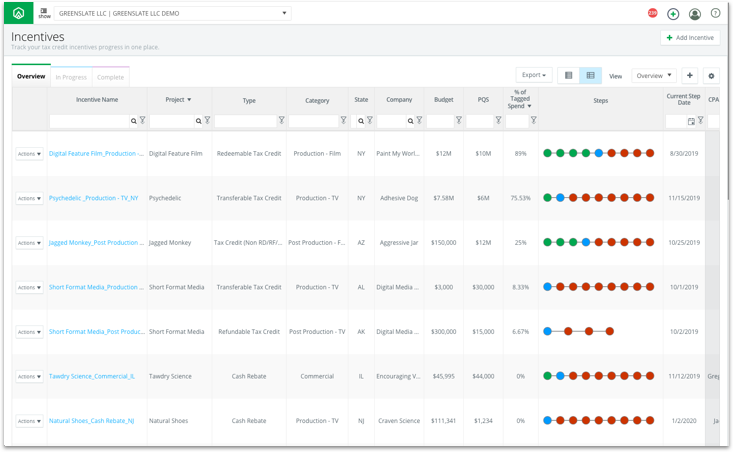 show
GREENSLATE LLC | GREENSLATE LLC DEMO
239
Incentives
Track your tax credit incentives progress in one place.
Add Incentive
Overview In Progress Complete
Export View Overview
Incentive Name Project Type Category State Company Budget PQS % of Tagged Spend Steps Current Step Date CPA
Actions Digital Feature Film_Production -... Digital Feature Film Redeemable Tax Credit Production - Film NY Paint My Worl... $12M $10M 89% 8/30/2019
Actions Psychedelic _Production - TV_NY Psychedelic Transferable Tax Credit Production - TV NY Adhesive Dog $7.58M $6M 75.53% 11/15/2019
Actions Jagged Monkey_Post Production ... Jagged Monkey Tax Credit (Non RD/RF/... Post Production - F... AZ Aggressive Jar $150,000 $12M 25% 10/25/2019
Actions Short Format Media_Production ... Short Format Media Transferable Tax Credit Production - TV AL Digital Media ... $3,000 $30,000 8.33% 10/1/2019
Actions Short Format Media_Post Produc... Short Format Media Refundable Tax Credit Post Production - TV AK Digital Media ... $300,000 $15,000 6.67% 10/2/2019
Actions Tawdry Science_Commercial_IL Tawdry Science Cash Rebate Commercial IL Encouraging V... $45,995 $44,000 0% 11/12/2019 Greg
Actions Natural Shoes_Cash Rebate_NJ Natural Shoes Cash Rebate Production - TV NJ Craven Science $111,341 $1,234 0% 1/2/2020 Ja